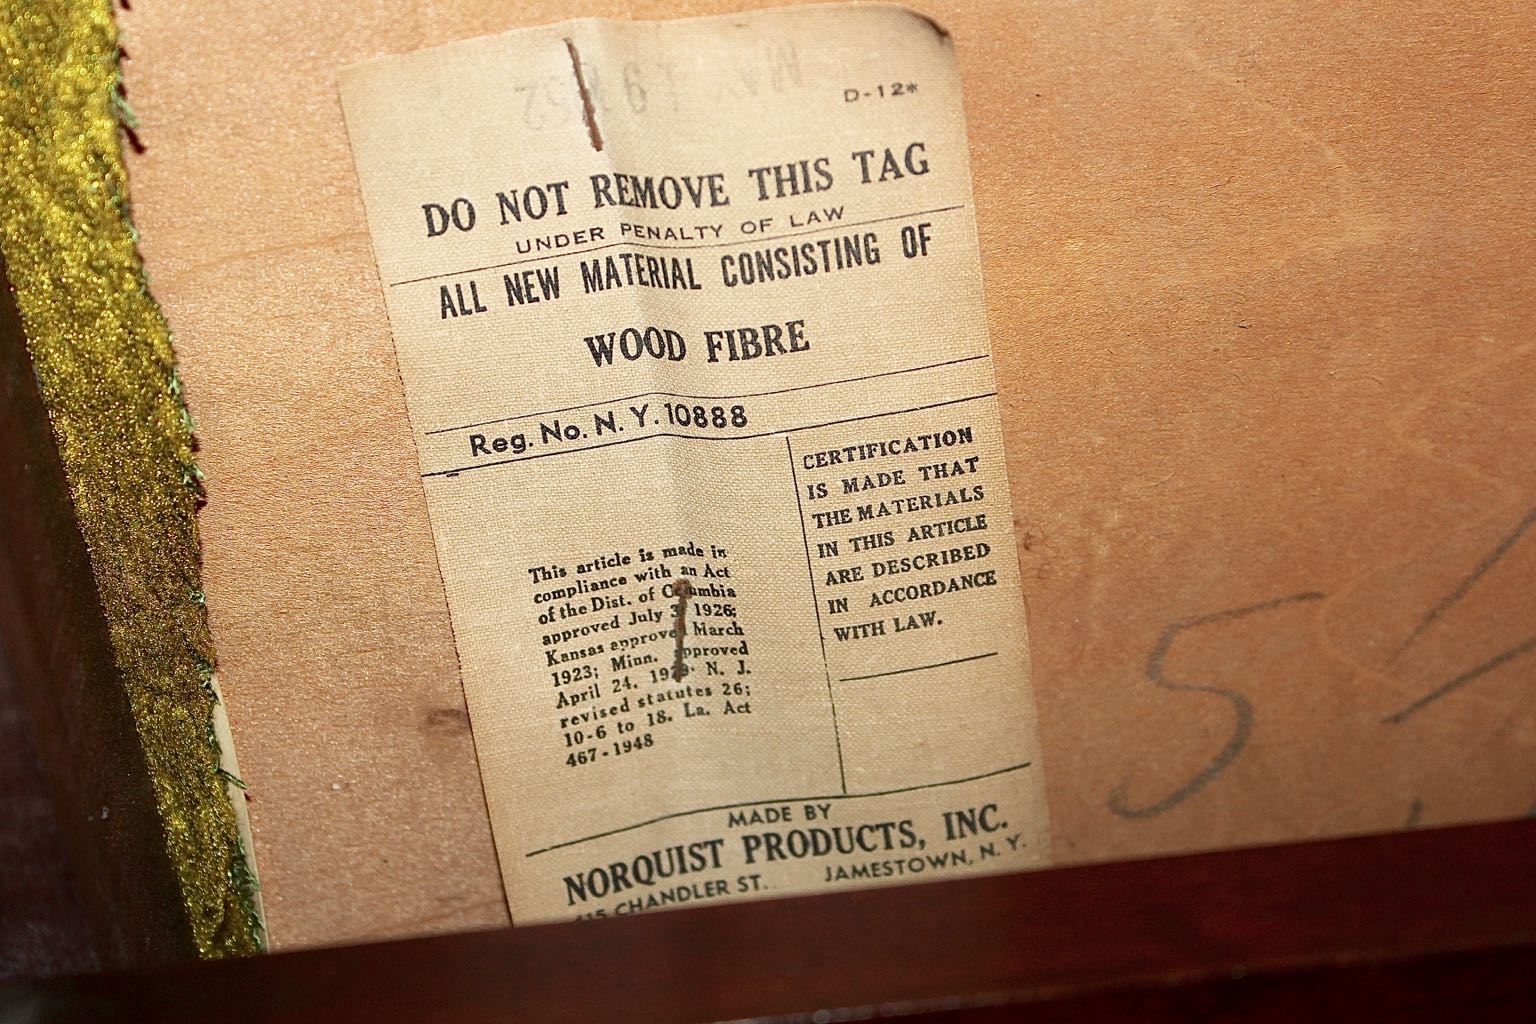 D-12*
DO NOT REMOVE THIS TAG
UNDER PENALTY OF LAW
ALL NEW MATERIAL CONSISTING OF
WOOD FIBRE
Reg. No. N. Y. 10888
This article is made in
compliance with an Act
of the Dist. of Columbia
approved July 3, 1926;
Kansas approved March
1923; Minn. approved
April 24, N. J.
revised statutes 26;
10-6 to 18. La. Act
467-1948
CERTIFICATION
IS MADE THAT
THE MATERIALS
IN THIS ARTICLE
ARE DESCRIBED
IN ACCORDANCE
WITH LAW.
MADE BY
NORQUIST PRODUCTS, INC.
415 CHANDLER ST. JAMESTOWN, N. Y.
5